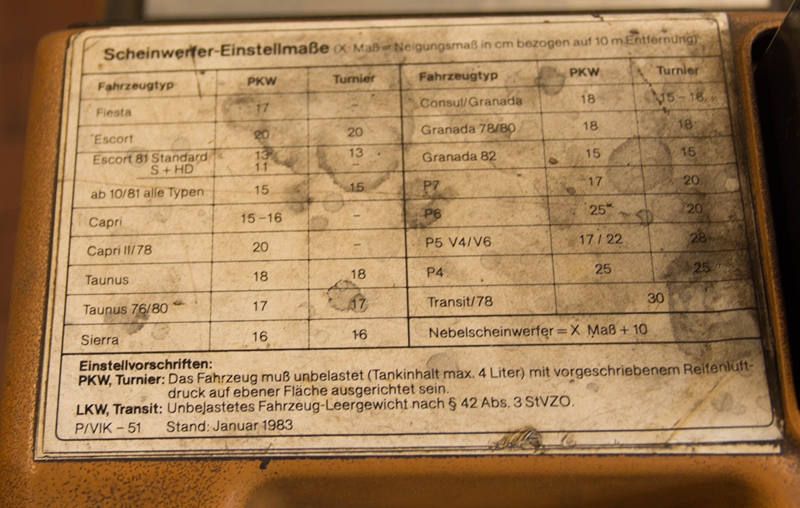 Scheinwerfer-Einstellmaße (X Maß=Neigungsmaß in cm bezogen auf 10 m Entfernung)
Fahrzeugtyp PKW Turnier
Fiesta 17 –
Escort 20 20
Escort 81 Standard 13 13
S + HD 11 –
ab 10/81 alle Typen 15 15
Capri 15–16 –
Capri II/78 20 –
Taunus 18 18
Taunus 76/80 17 17
Sierra 16 16
Fahrzeugtyp PKW Turnier
Consul/Granada 18 15–16
Granada 78/80 18 18
Granada 82 15 15
P7 17 20
P6 25 20
P5 V4/V6 17 / 22 28
P4 25 25
Transit/78 30
Nebelscheinwerfer = X Maß + 10
Einstellvorschriften:
PKW, Turnier: Das Fahrzeug muß unbelastet (Tankinhalt max. 4 Liter) mit vorgeschriebenem Reifenluft-
druck auf ebener Fläche ausgerichtet sein.
LKW, Transit: Unbelastetes Fahrzeug-Leergewicht nach § 42 Abs. 3 StVZO.
P/VIK – 51 Stand: Januar 1983